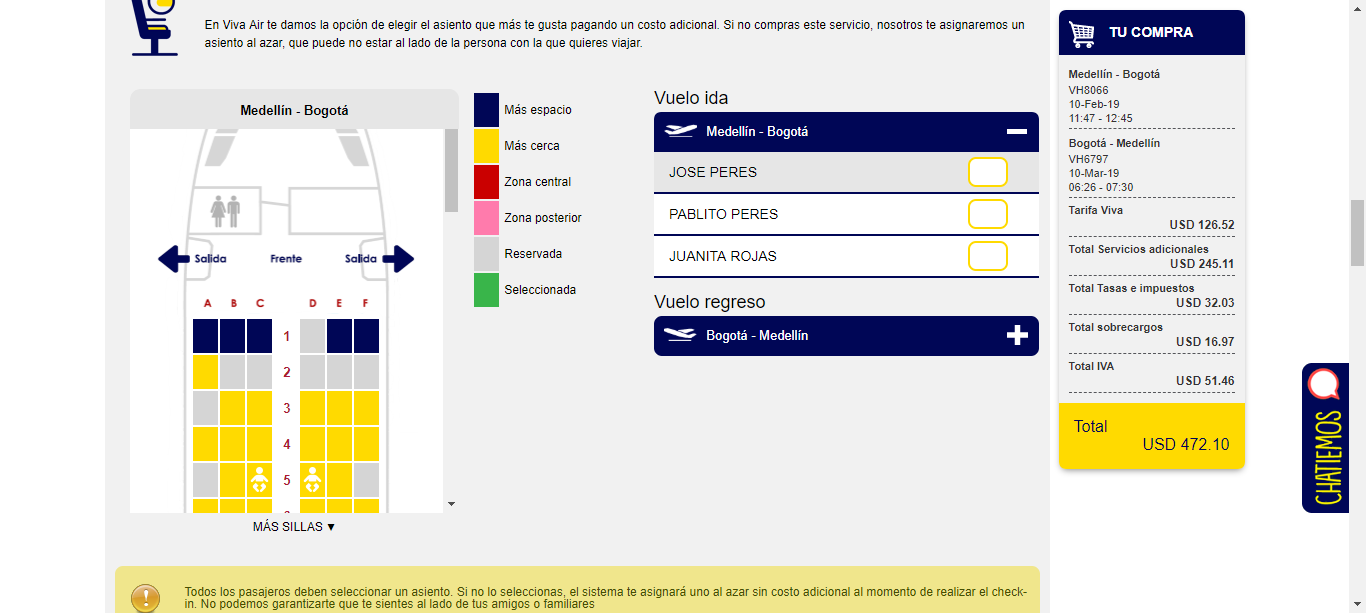 En Viva Air te damos la opción de elegir el asiento que más te gusta pagando un costo adicional. Si no compras este servicio, nosotros te asignaremos un
asiento al azar, que puede no estar al lado de la persona con la que quieres viajar.
Medellín - Bogotá
Salida Frente Salida
A B C D E F
1
2
3
4
5
MÁS SILLAS ▼
Más espacio
Más cerca
Zona central
Zona posterior
Reservada
Seleccionada
Vuelo ida
Medellín - Bogotá
JOSE PERES
PABLITO PERES
JUANITA ROJAS
Vuelo regreso
Bogotá - Medellín
TU COMPRA
Medellín - Bogotá
VH8066
10-Feb-19
11:47 - 12:45
Bogotá - Medellín
VH6797
10-Mar-19
06:26 - 07:30
Tarifa Viva
USD 126.52
Total Servicios adicionales
USD 245.11
Total Tasas e impuestos
USD 32.03
Total sobrecargos
USD 16.97
Total IVA
USD 51.46
Total
USD 472.10
CHATIEMOS
Todos los pasajeros deben seleccionar un asiento. Si no lo seleccionas, el sistema te asignará uno al azar sin costo adicional al momento de realizar el check-
in. No podemos garantizarte que te sientes al lado de tus amigos o familiares